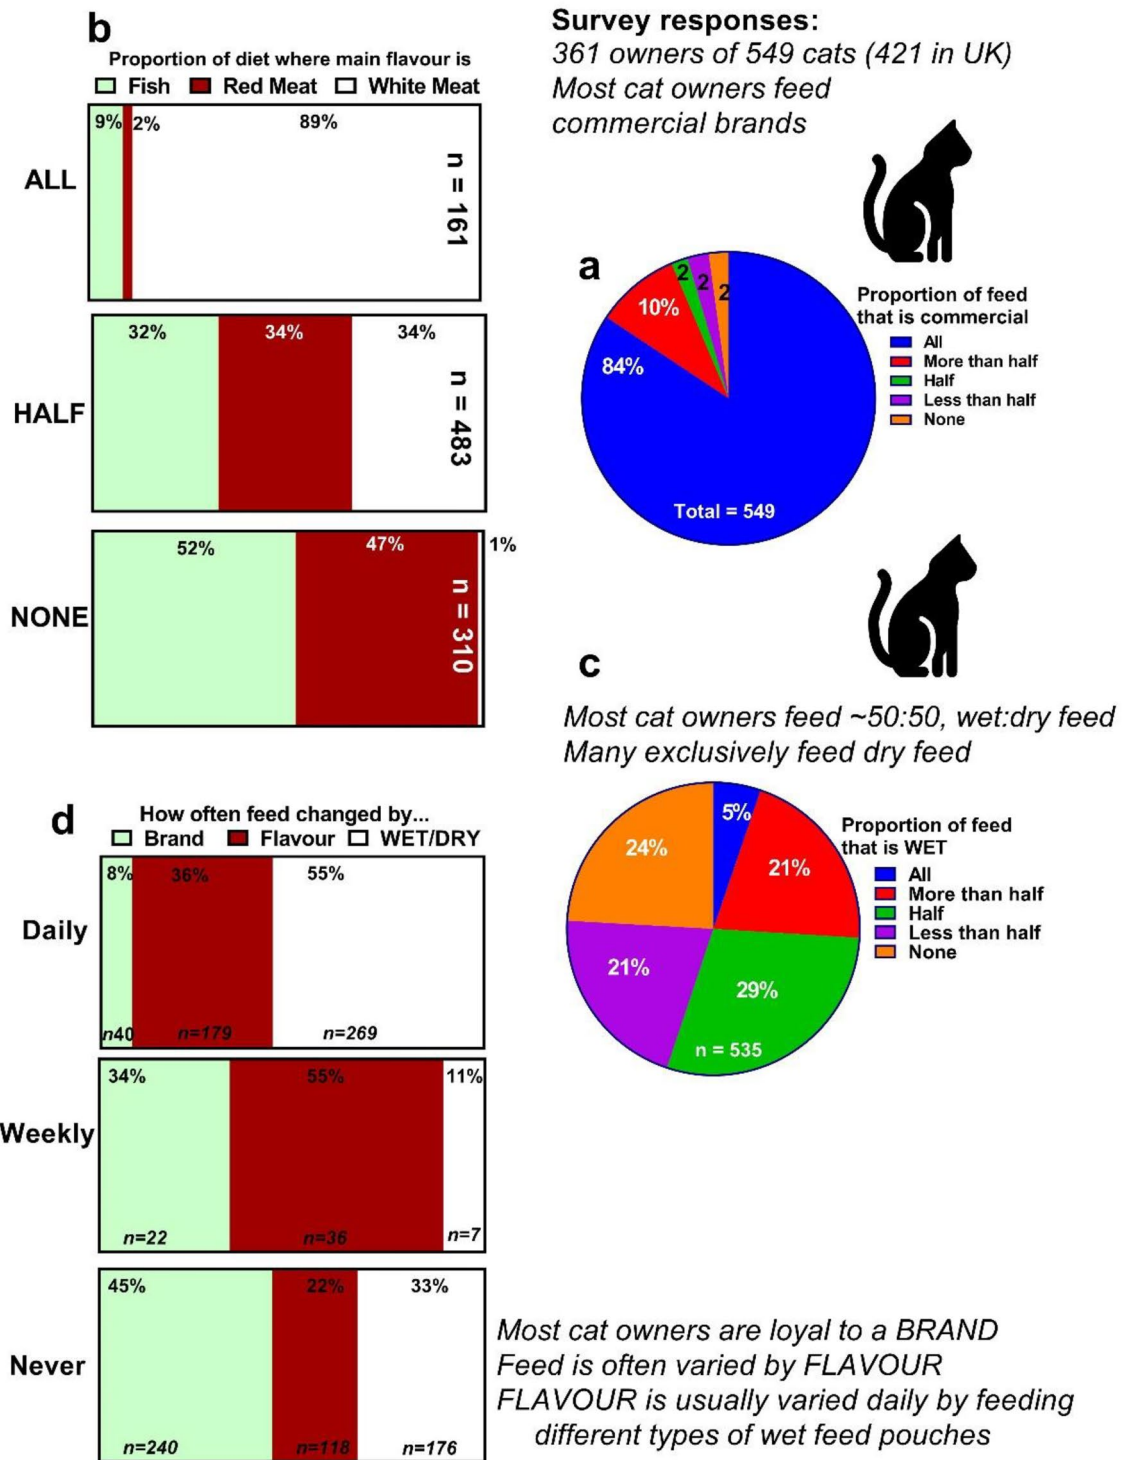 b
Proportion of diet where main flavour is
Fish Red Meat White Meat
ALL
9% 2% 89%
n = 161
HALF
32% 34% 34%
n = 483
NONE
52% 47% 1%
n = 310
Survey responses:
361 owners of 549 cats (421 in UK)
Most cat owners feed
commercial brands
a
Proportion of feed
that is commercial
All
More than half
Half
Less than half
None
84%
10%
2
2
2
Total = 549
c
Most cat owners feed ~50:50, wet:dry feed
Many exclusively feed dry feed
Proportion of feed
that is WET
All
More than half
Half
Less than half
None
5%
21%
29%
21%
24%
n = 535
d
How often feed changed by...
Brand Flavour WET/DRY
Daily
8% 36% 55%
n40 n=179 n=269
Weekly
34% 55% 11%
n=22 n=36 n=7
Never
45% 22% 33%
n=240 n=118 n=176
Most cat owners are loyal to a BRAND
Feed is often varied by FLAVOUR
FLAVOUR is usually varied daily by feeding
different types of wet feed pouches